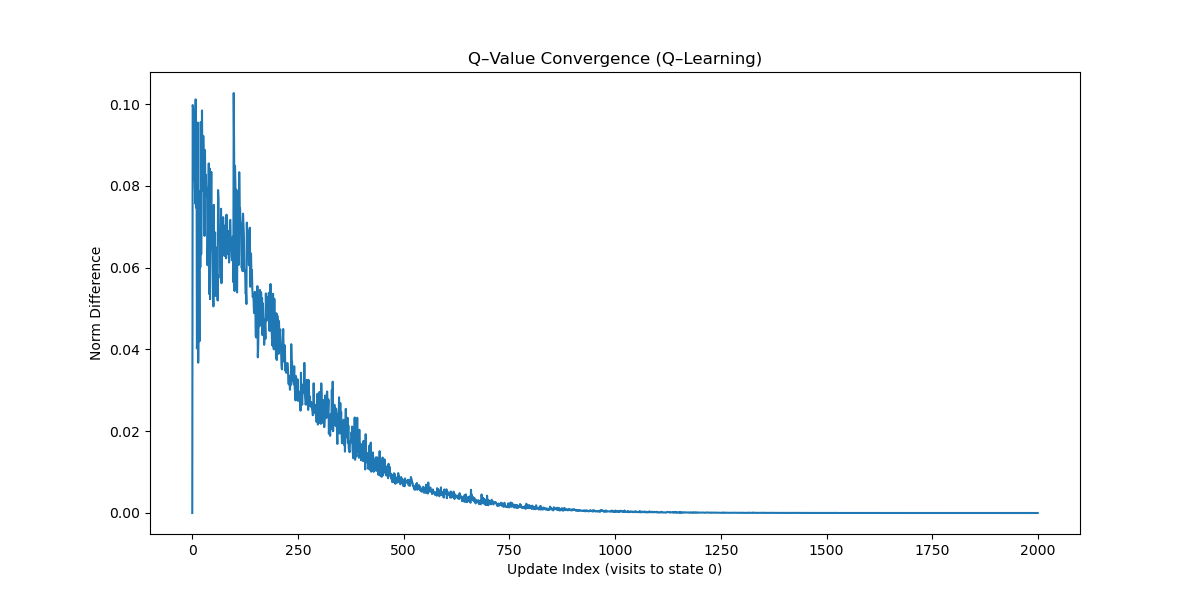 Q–Value Convergence (Q–Learning)
Norm Difference
0.10
0.08
0.06
0.04
0.02
0.00
0 250 500 750 1000 1250 1500 1750 2000
Update Index (visits to state 0)